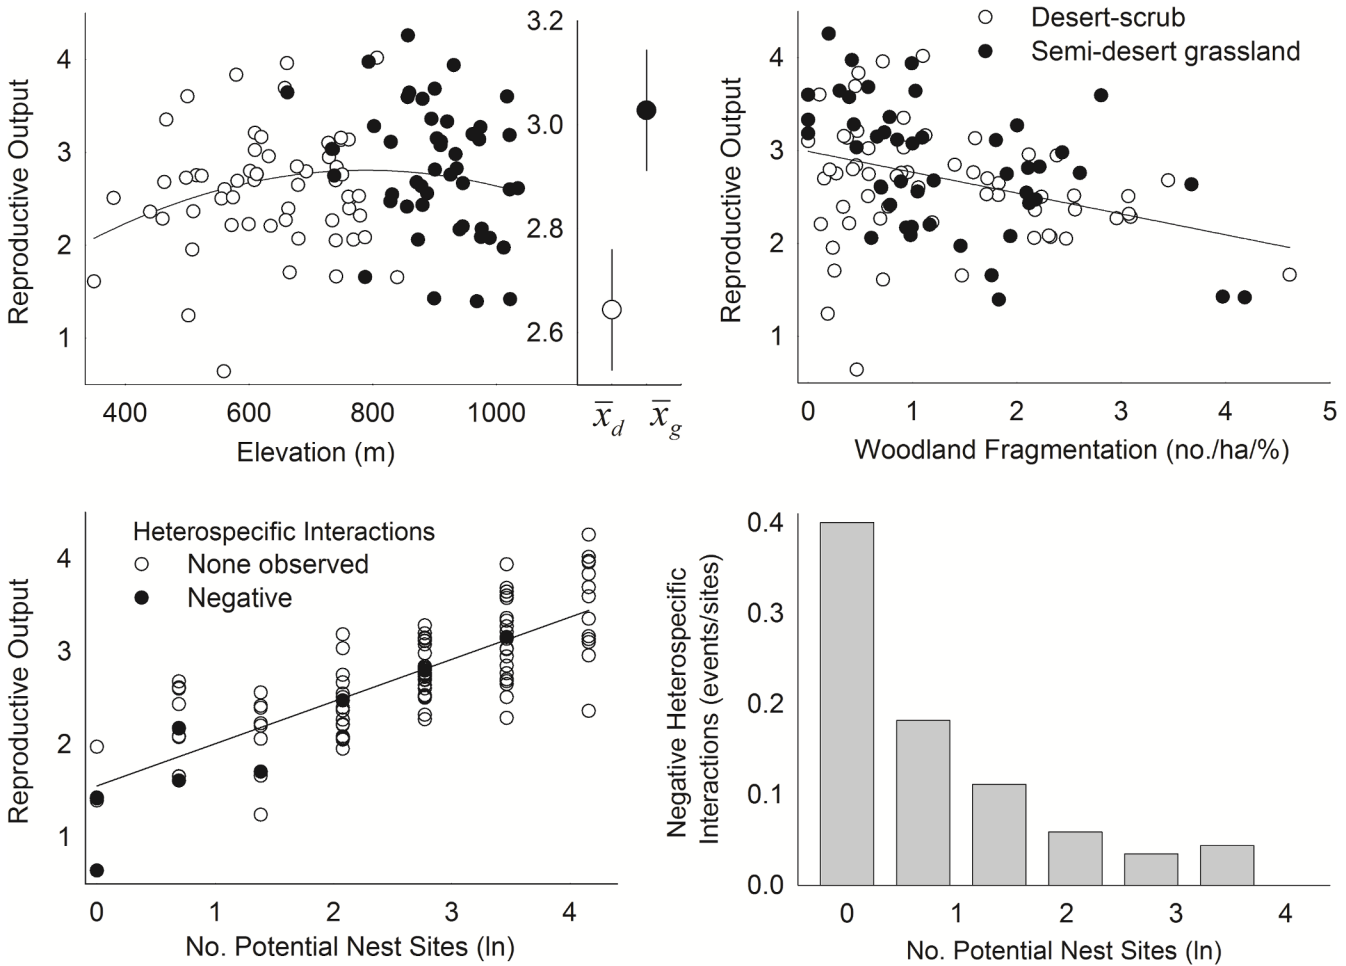 Reproductive Output
4
3
2
1
400 600 800 1000
Elevation (m)
3.2
3.0
2.8
2.6
x̅d x̅g
Reproductive Output
4
3
2
1
Desert-scrub
Semi-desert grassland
0 1 2 3 4 5
Woodland Fragmentation (no./ha/%)
Reproductive Output
4
3
2
1
Heterospecific Interactions
None observed
Negative
0 1 2 3 4
No. Potential Nest Sites (ln)
Negative Heterospecific
Interactions (events/sites)
0.4
0.3
0.2
0.1
0.0
0 1 2 3 4
No. Potential Nest Sites (ln)